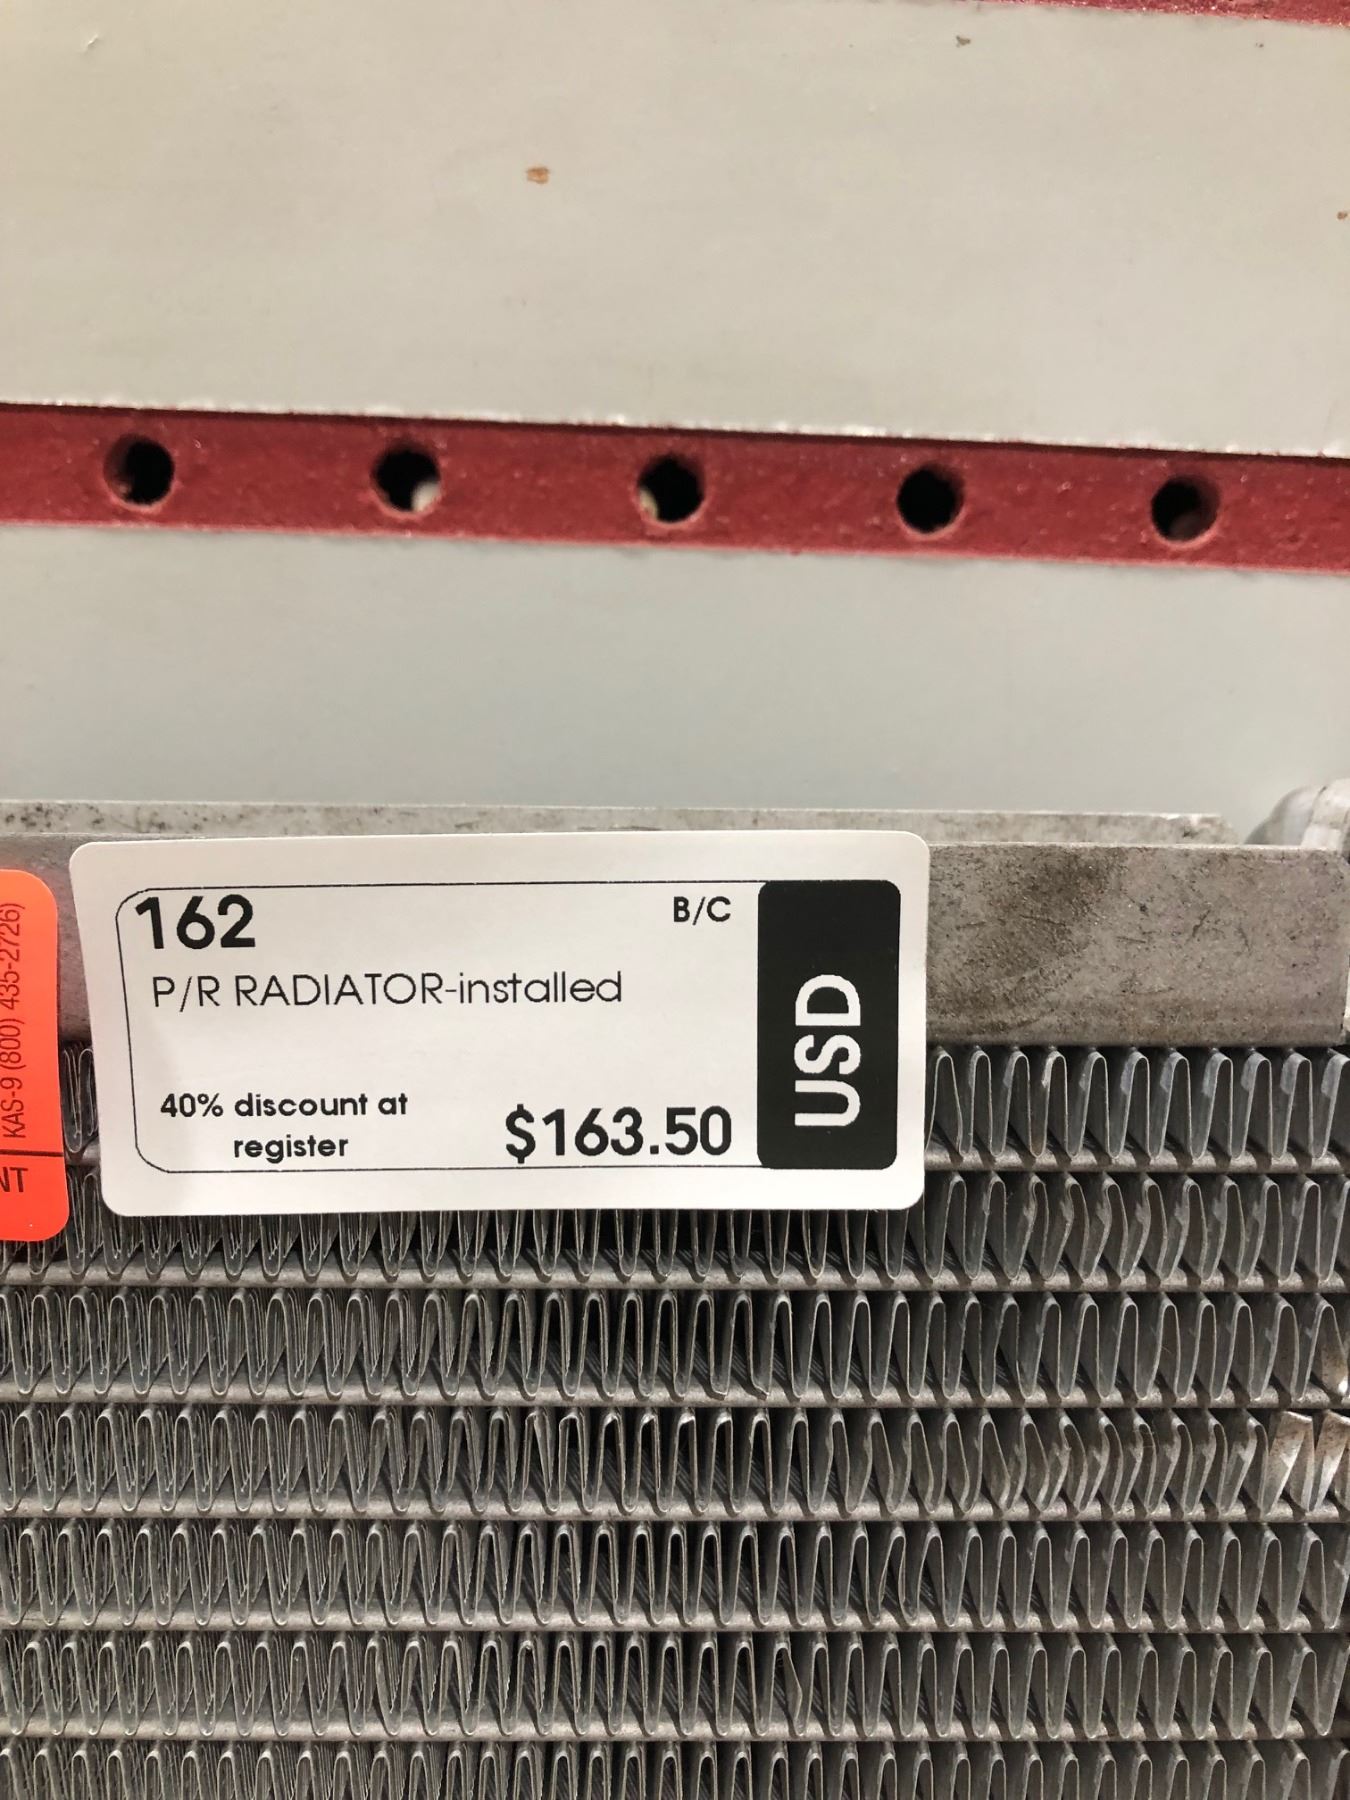 162
B/C
P/R RADIATOR-installed
40% discount at
register
$163.50
USD
KAS-9 (800) 435-2726)
NT